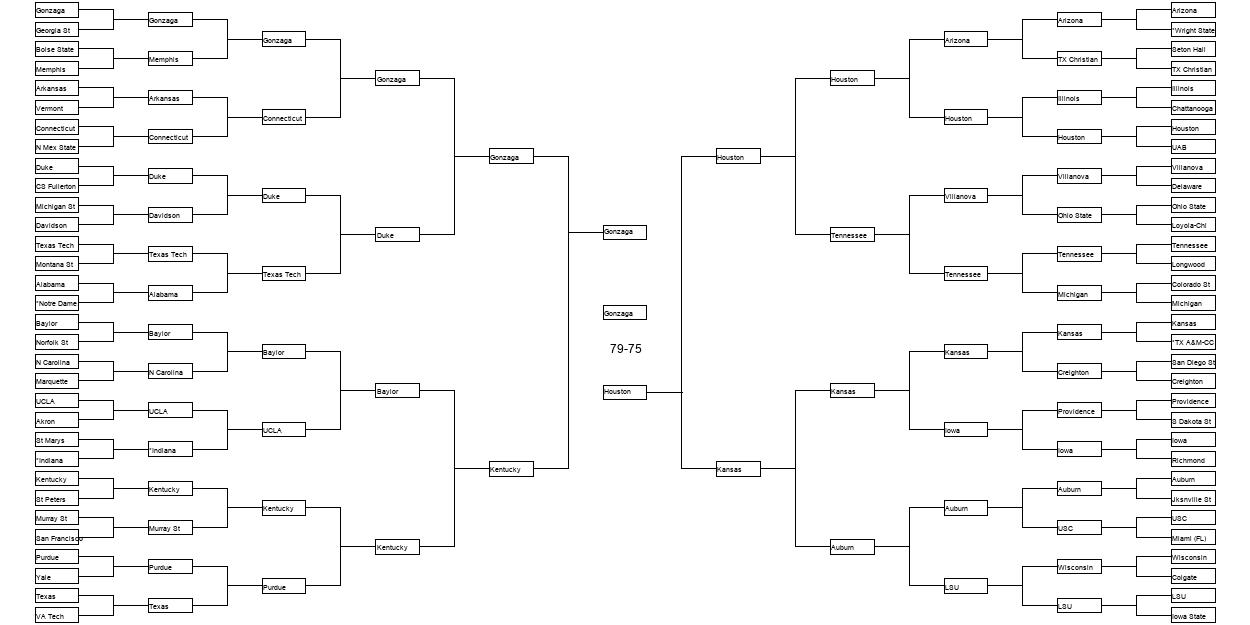 Gonzaga
Georgia St
Boise State
Memphis
Arkansas
Vermont
Connecticut
N Mex State
Duke
CS Fullerton
Michigan St
Davidson
Texas Tech
Montana St
Alabama
*Notre Dame
Baylor
Norfolk St
N Carolina
Marquette
UCLA
Akron
St Marys
*Indiana
Kentucky
St Peters
Murray St
San Francisco
Purdue
Yale
Texas
VA Tech
Gonzaga
Memphis
Arkansas
Connecticut
Duke
Davidson
Texas Tech
Alabama
Baylor
N Carolina
UCLA
*Indiana
Kentucky
Murray St
Purdue
Texas
Gonzaga
Connecticut
Duke
Texas Tech
Baylor
UCLA
Kentucky
Purdue
Gonzaga
Duke
Baylor
Kentucky
Gonzaga
Kentucky
Gonzaga
Gonzaga
79-75
Houston
Houston
Kansas
Houston
Tennessee
Kansas
Auburn
Arizona
Houston
Villanova
Tennessee
Kansas
Iowa
Auburn
LSU
Arizona
TX Christian
Illinois
Houston
Villanova
Ohio State
Tennessee
Michigan
Kansas
Creighton
Providence
Iowa
Auburn
USC
Wisconsin
LSU
Arizona
*Wright State
Seton Hall
TX Christian
Illinois
Chattanooga
Houston
UAB
Villanova
Delaware
Ohio State
Loyola-Chi
Tennessee
Longwood
Colorado St
Michigan
Kansas
*TX A&M-CC
San Diego St
Creighton
Providence
S Dakota St
Iowa
Richmond
Auburn
Jksnville St
USC
Miami (FL)
Wisconsin
Colgate
LSU
Iowa State